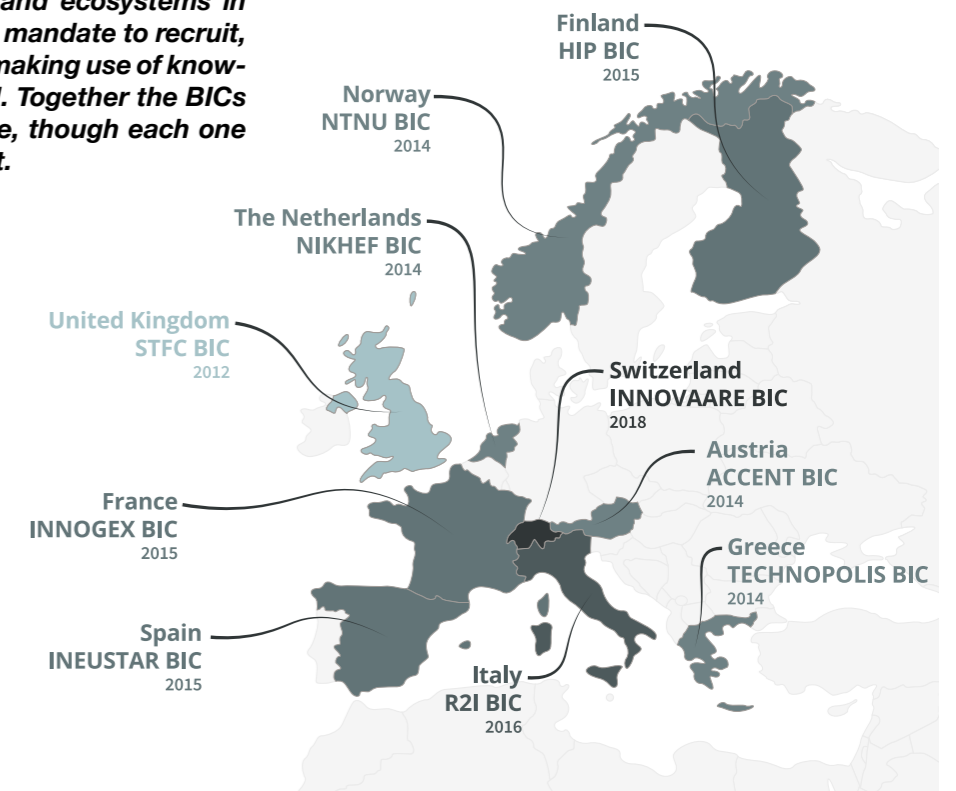 and ecosystems in
mandate to recruit,
making use of know-
. Together the BICs
e, though each one
t.
Finland
HIP BIC
2015
Norway
NTNU BIC
2014
The Netherlands
NIKHEF BIC
2014
United Kingdom
STFC BIC
2012
Switzerland
INNOVAARE BIC
2018
Austria
ACCENT BIC
2014
France
INNOGEX BIC
2015
Greece
TECHNOPOLIS BIC
2014
Spain
INEUSTAR BIC
2015
Italy
R2I BIC
2016